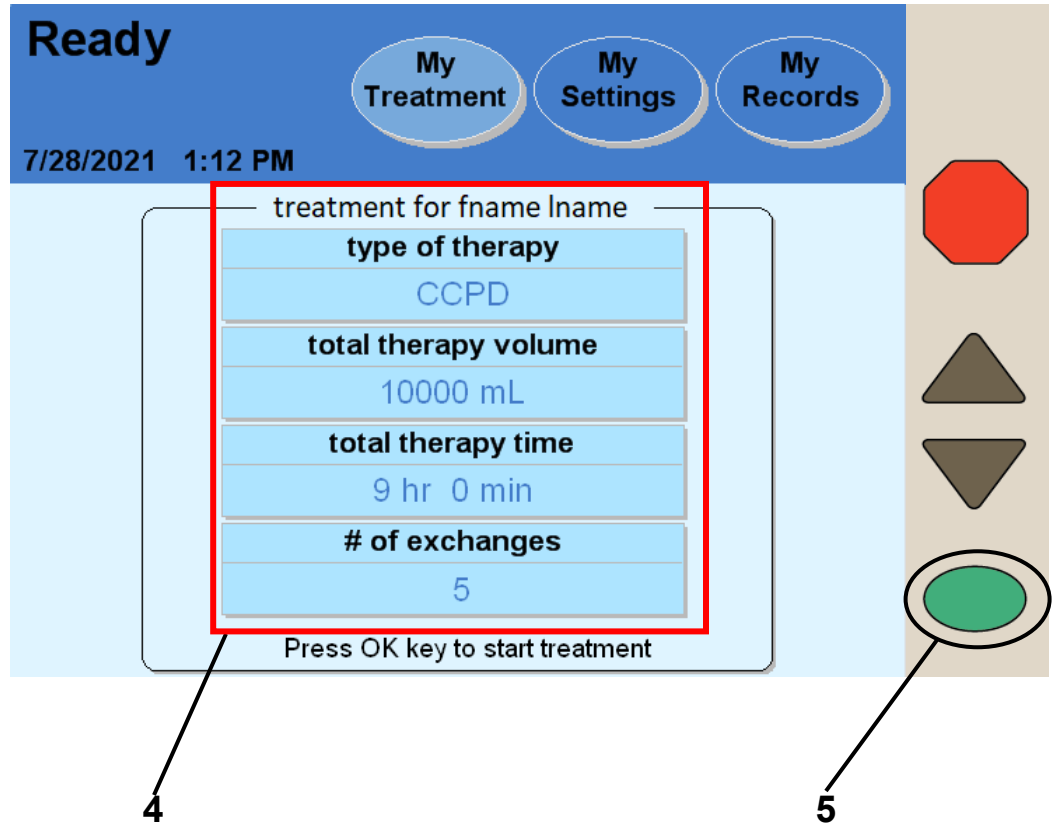 Ready
My
Treatment
My
Settings
My
Records
7/28/2021 1:12 PM
treatment for fname lname
type of therapy
CCPD
total therapy volume
10000 mL
total therapy time
9 hr 0 min
# of exchanges
5
Press OK key to start treatment
4
5